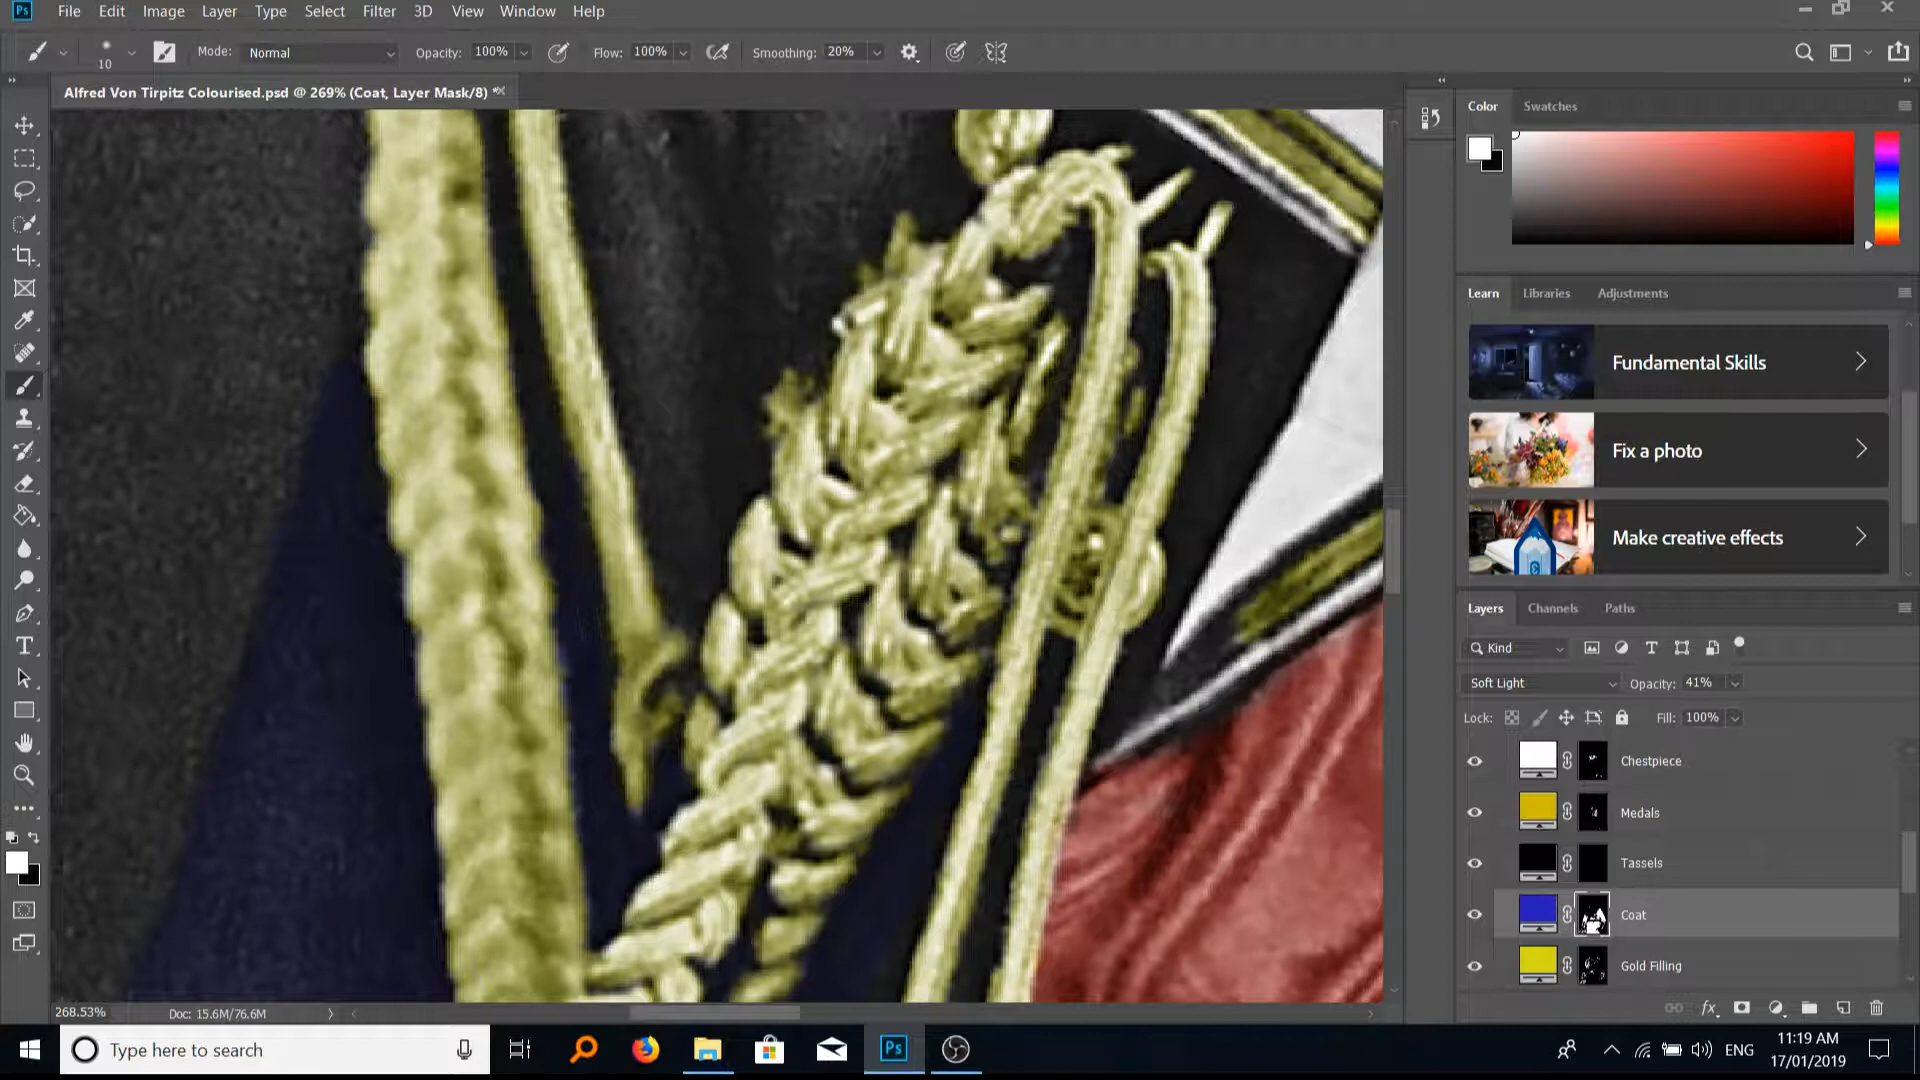 Ps File Edit Image Layer Type Select Filter 3D View Window Help
10 Mode: Normal Opacity: 100% Flow: 100% Smoothing: 20%
Alfred Von Tirpitz Colourised.psd @ 269% (Coat, Layer Mask/8) *
Color Swatches
Learn Libraries Adjustments
Fundamental Skills
Fix a photo
Make creative effects
Layers Channels Paths
Kind
Soft Light Opacity: 41%
Lock: Fill: 100%
Chestpiece
Medals
Tassels
Coat
Gold Filling
fx
268.53% Doc: 15.6M/76.6M
Type here to search Ps ENG 11:19 AM
17/01/2019